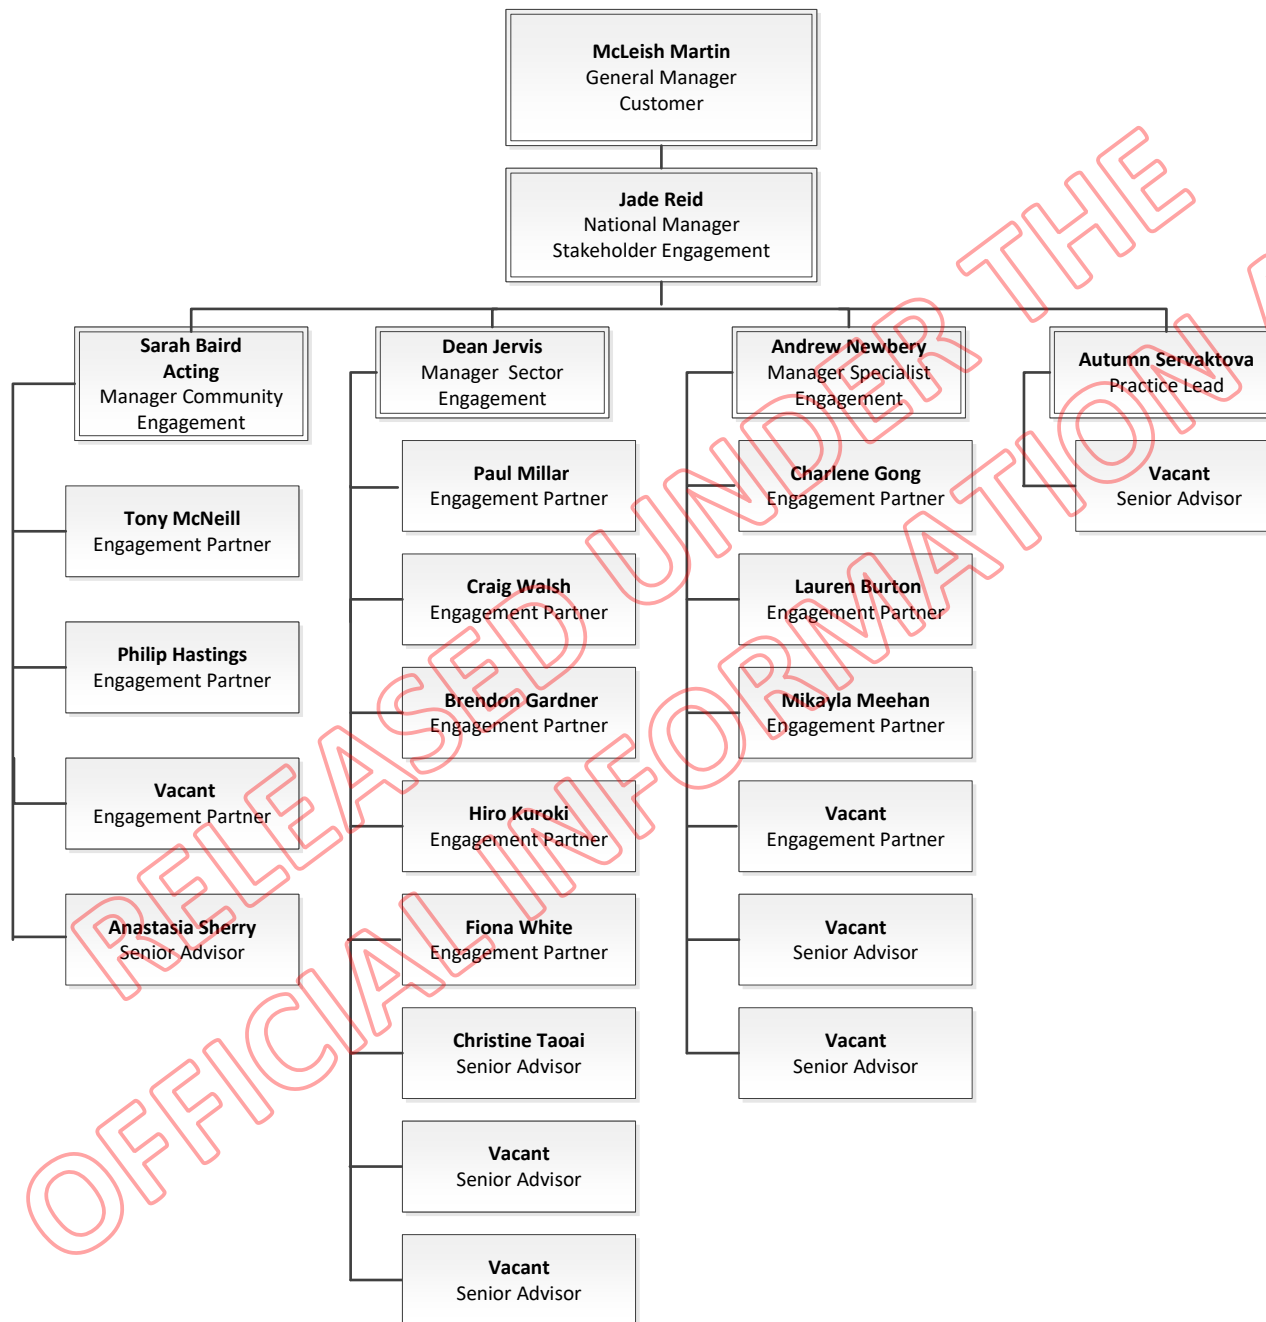 McLeish Martin
General Manager
Customer
Jade Reid
National Manager
Stakeholder Engagement
Sarah Baird
Acting
Manager Community
Engagement
Tony McNeill
Engagement Partner
Philip Hastings
Engagement Partner
Vacant
Engagement Partner
Anastasia Sherry
Senior Advisor
Dean Jervis
Manager  Sector
Engagement
Paul Millar
Engagement Partner
Craig Walsh
Engagement Partner
Brendon Gardner
Engagement Partner
Hiro Kuroki
Engagement Partner
Fiona White
Engagement Partner
Christine Taoai
Senior Advisor
Vacant
Senior Advisor
Vacant
Senior Advisor
Andrew Newbery
Manager Specialist
Engagement
Charlene Gong
Engagement Partner
Lauren Burton
Engagement Partner
Mikayla Meehan
Engagement Partner
Vacant
Engagement Partner
Vacant
Senior Advisor
Vacant
Senior Advisor
Autumn Servaktova
Practice Lead
Vacant
Senior Advisor
RELEASED UNDER THE
OFFICIAL INFORMATION